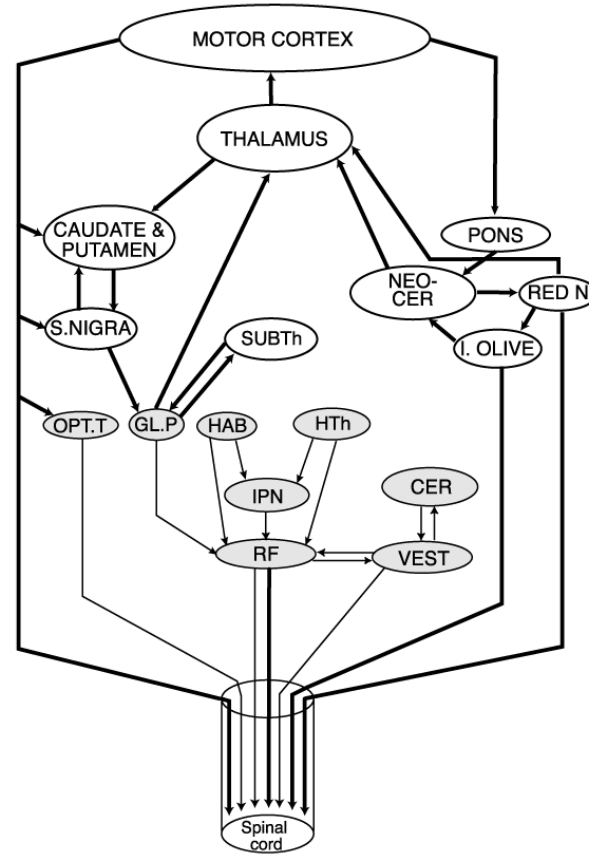 MOTOR CORTEX
THALAMUS
CAUDATE &
PUTAMEN
PONS
NEO-
CER
RED N
S.NIGRA
SUBTh
I. OLIVE
OPT.T
GL.P
HAB
HTh
IPN
CER
RF
VEST
Spinal
cord